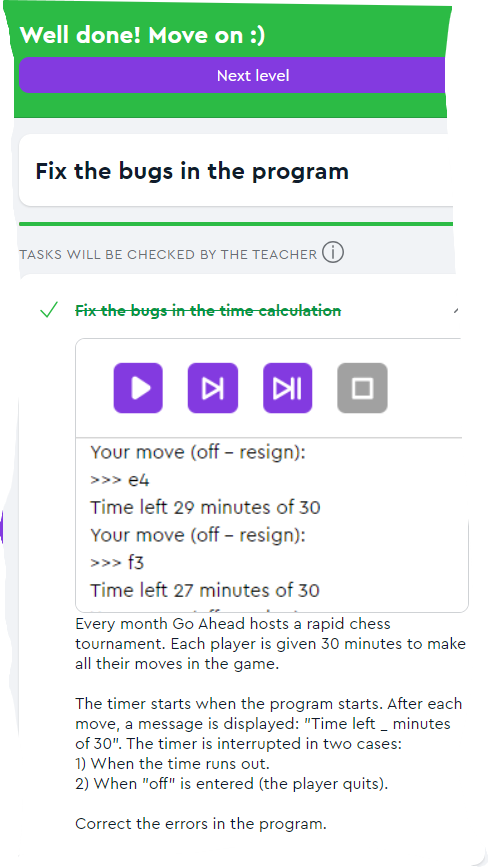 Well done! Move on :)
Next level
Fix the bugs in the program
TASKS WILL BE CHECKED BY THE TEACHER
Fix the bugs in the time calculation
Your move (off – resign):
>>> e4
Time left 29 minutes of 30
Your move (off – resign):
>>> f3
Time left 27 minutes of 30
Every month Go Ahead hosts a rapid chess
tournament. Each player is given 30 minutes to make
all their moves in the game.
The timer starts when the program starts. After each
move, a message is displayed: "Time left _ minutes
of 30". The timer is interrupted in two cases:
1) When the time runs out.
2) When "off" is entered (the player quits).
Correct the errors in the program.